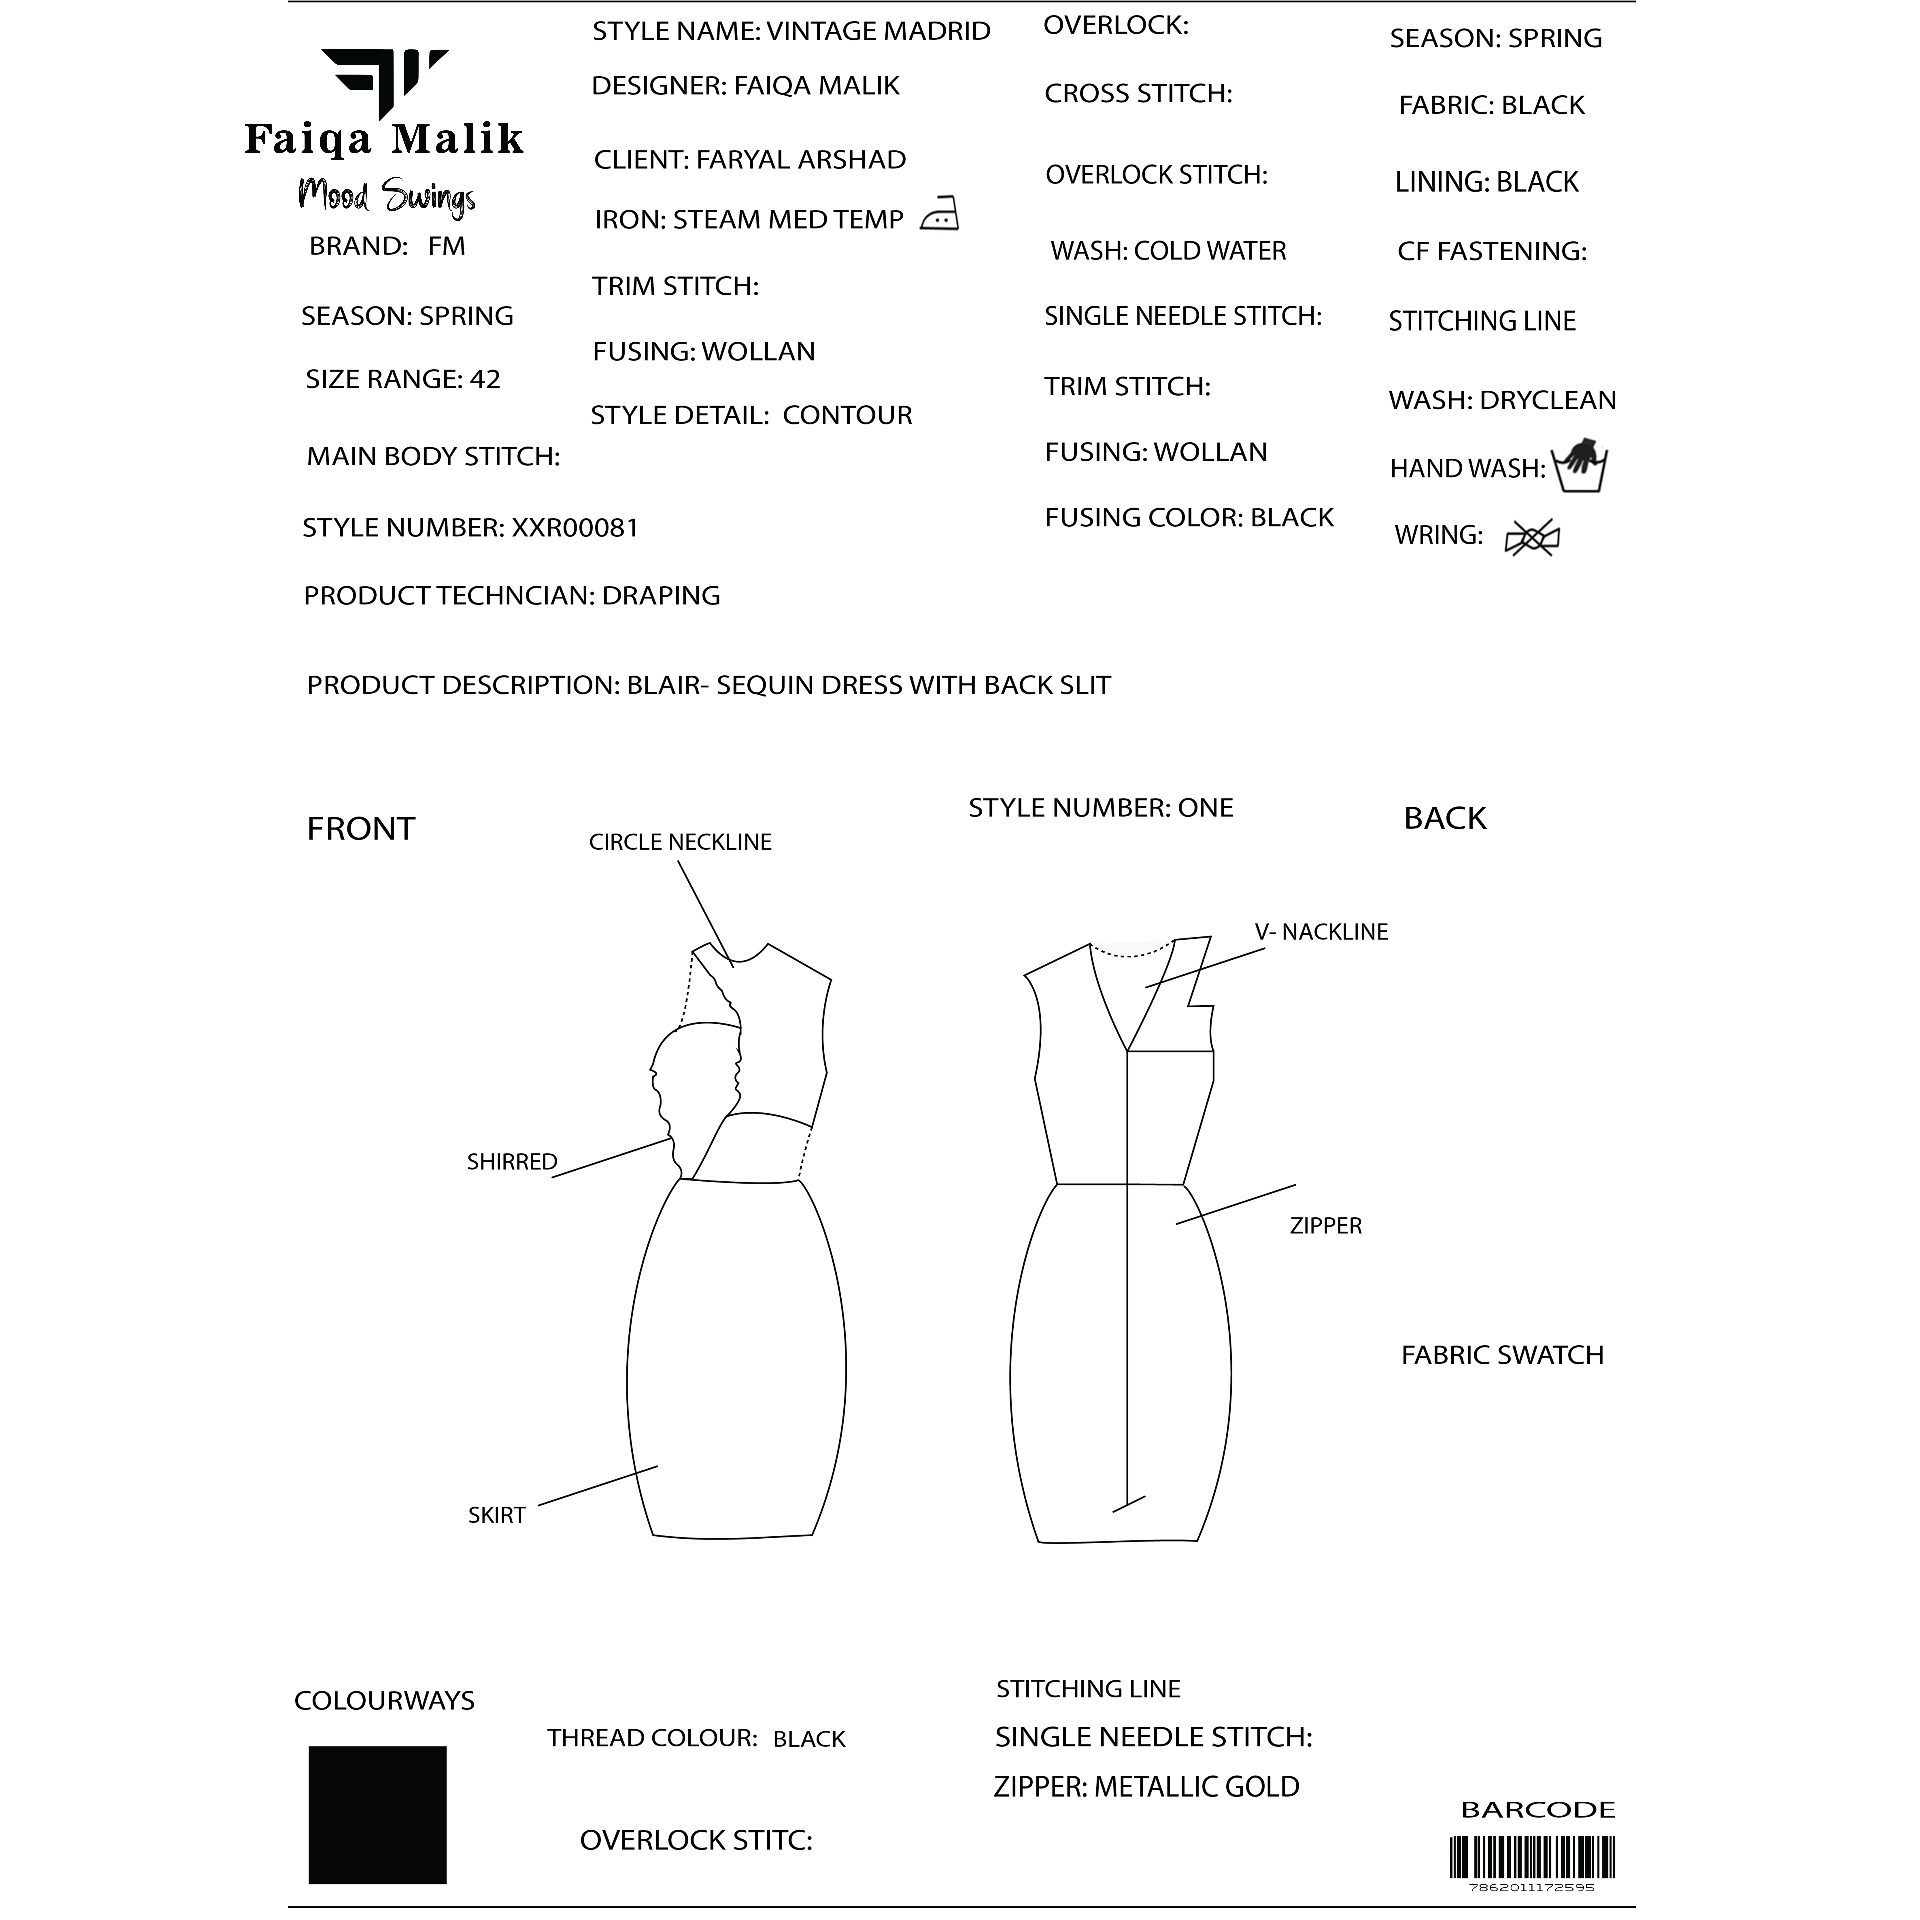 Faiqa Malik
Mood Swings
BRAND: FM
SEASON: SPRING
SIZE RANGE: 42
MAIN BODY STITCH:
STYLE NUMBER: XXR00081
PRODUCT TECHNCIAN: DRAPING
PRODUCT DESCRIPTION: BLAIR- SEQUIN DRESS WITH BACK SLIT
STYLE NAME: VINTAGE MADRID
DESIGNER: FAIQA MALIK
CLIENT: FARYAL ARSHAD
IRON: STEAM MED TEMP
TRIM STITCH:
FUSING: WOLLAN
STYLE DETAIL: CONTOUR
OVERLOCK:
CROSS STITCH:
OVERLOCK STITCH:
WASH: COLD WATER
SINGLE NEEDLE STITCH:
TRIM STITCH:
FUSING: WOLLAN
FUSING COLOR: BLACK
SEASON: SPRING
FABRIC: BLACK
LINING: BLACK
CF FASTENING:
STITCHING LINE
WASH: DRYCLEAN
HAND WASH:
WRING:
STYLE NUMBER: ONE
FRONT
BACK
CIRCLE NECKLINE
V- NACKLINE
SHIRRED
ZIPPER
FABRIC SWATCH
SKIRT
COLOURWAYS
THREAD COLOUR: BLACK
OVERLOCK STITC:
STITCHING LINE
SINGLE NEEDLE STITCH:
ZIPPER: METALLIC GOLD
BARCODE
7862011172595